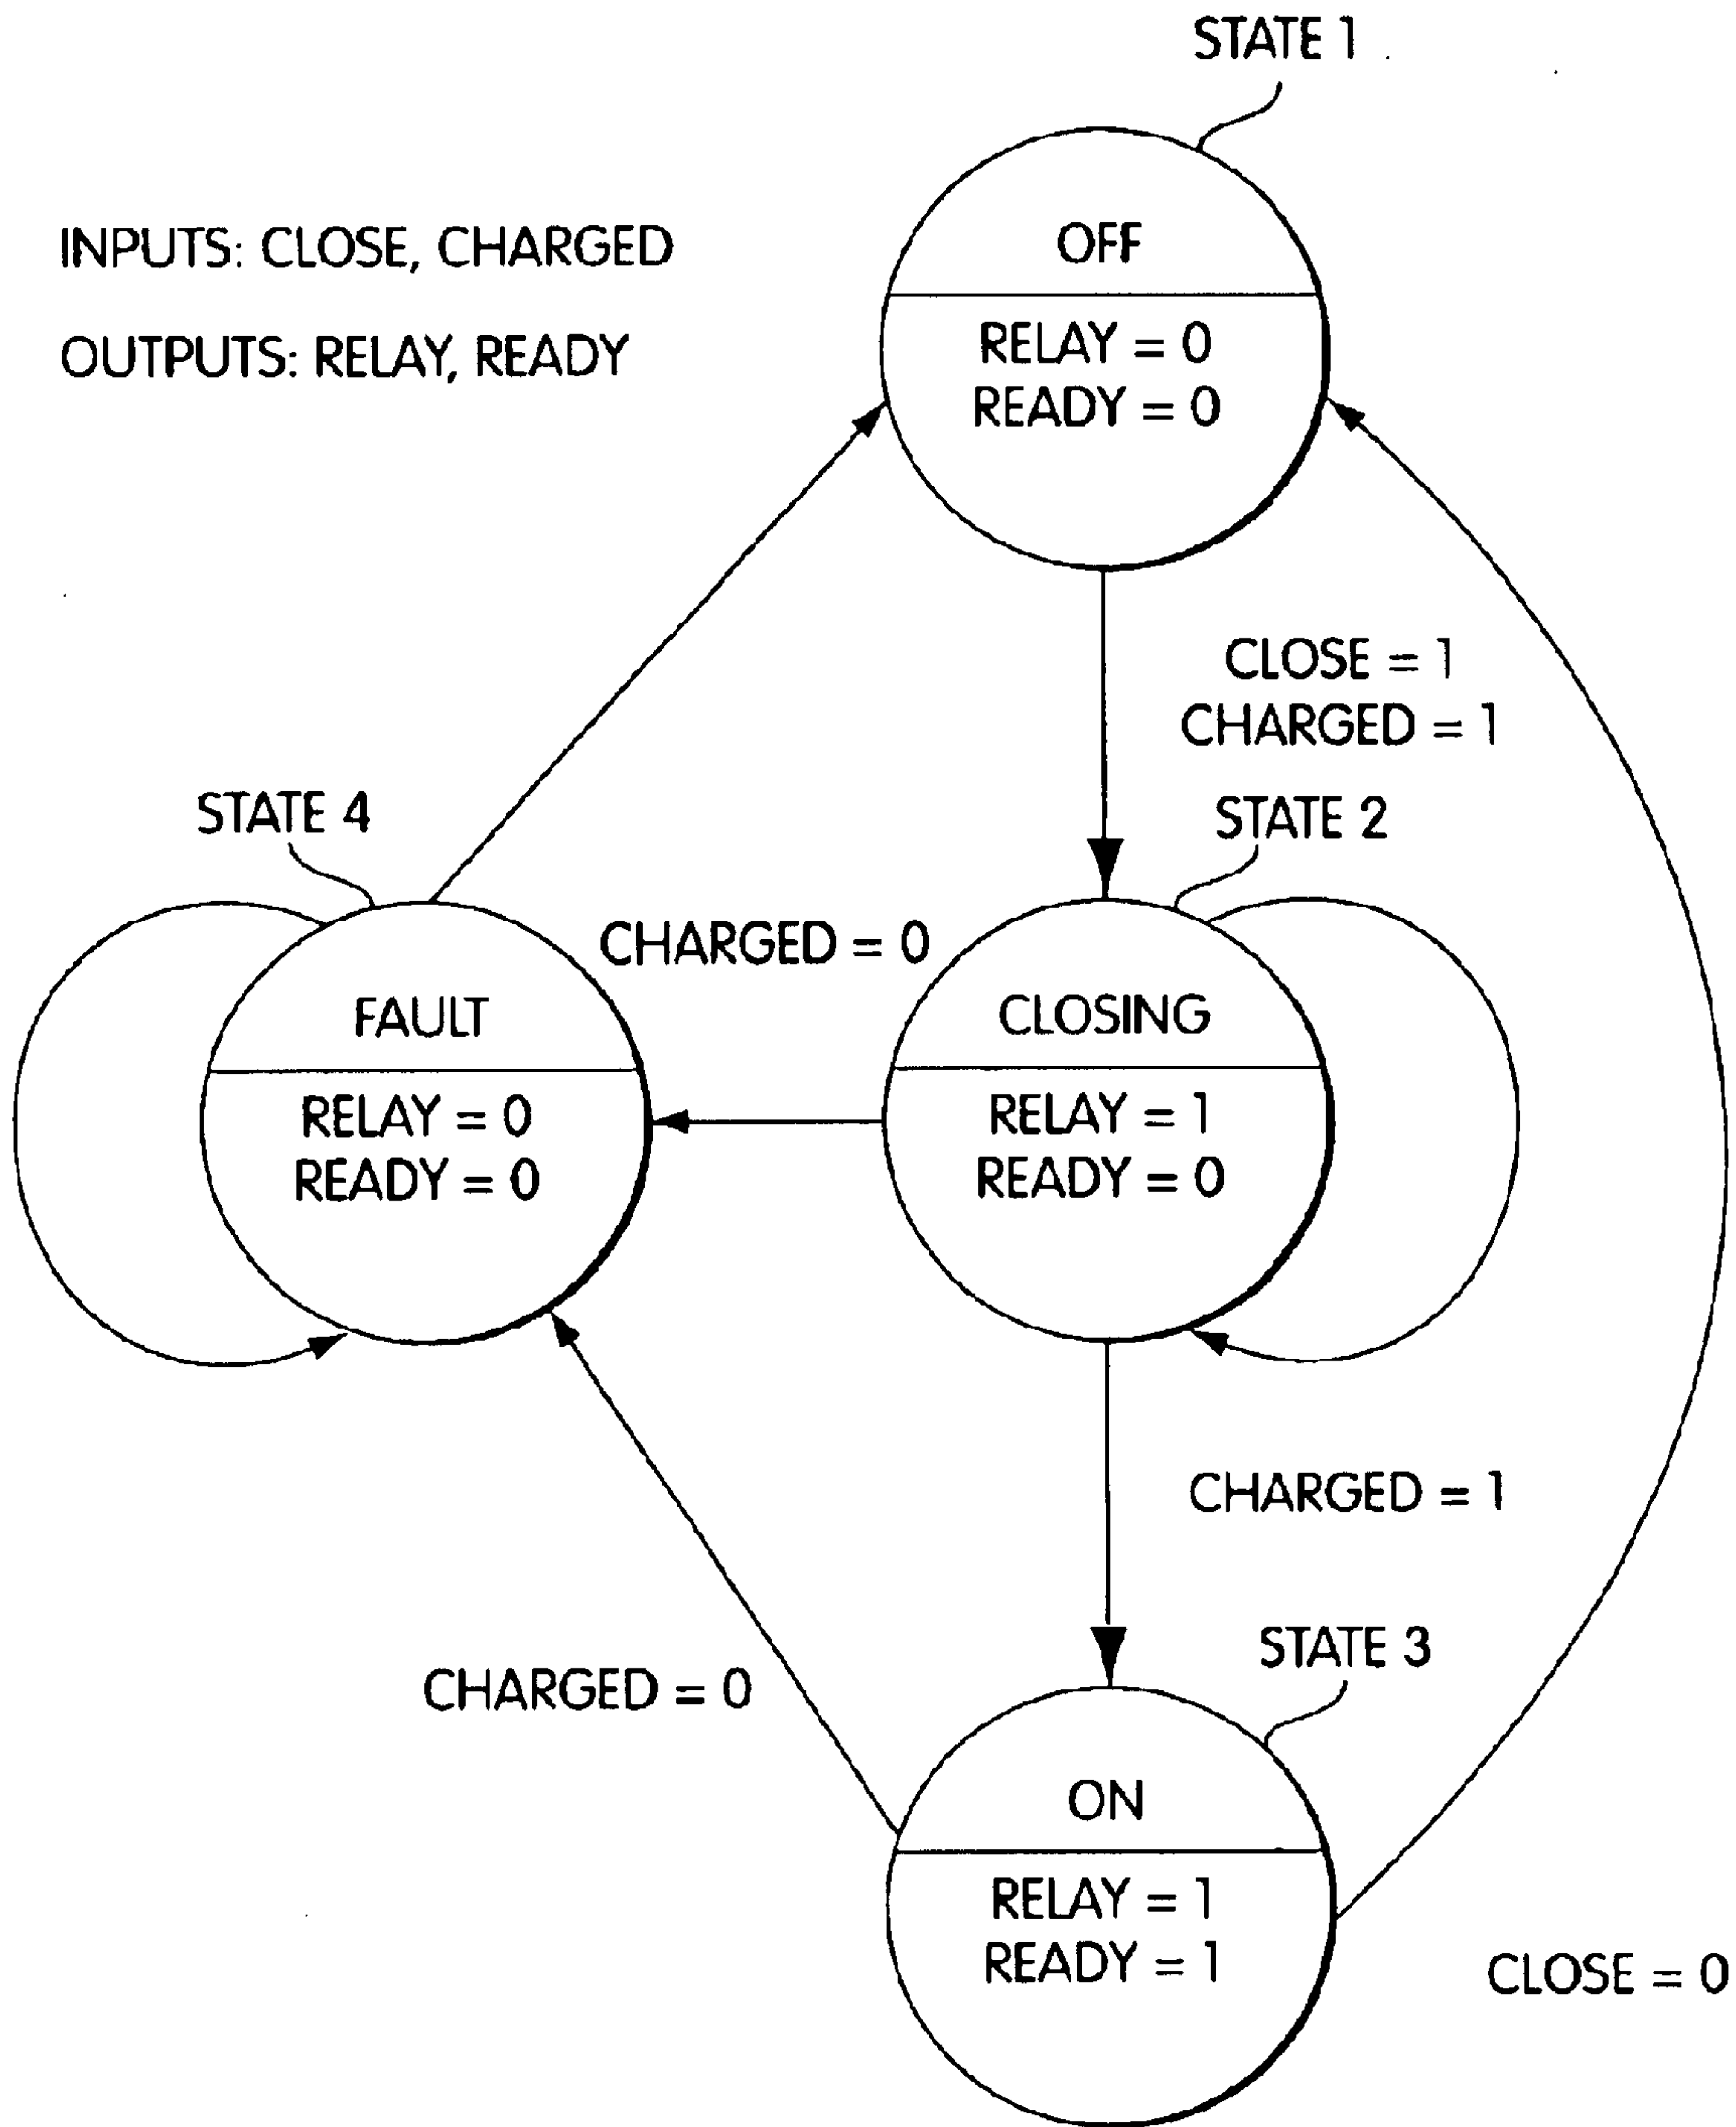 STATE 1
INPUTS: CLOSE, CHARGED
OUTPUTS: RELAY, READY
OFF
RELAY = 0
READY = 0
CLOSE = 1
CHARGED = 1
STATE 4
STATE 2
CHARGED = 0
FAULT
RELAY = 0
READY = 0
CLOSING
RELAY = 1
READY = 0
CHARGED = 1
STATE 3
CHARGED = 0
ON
RELAY = 1
READY = 1
CLOSE = 0